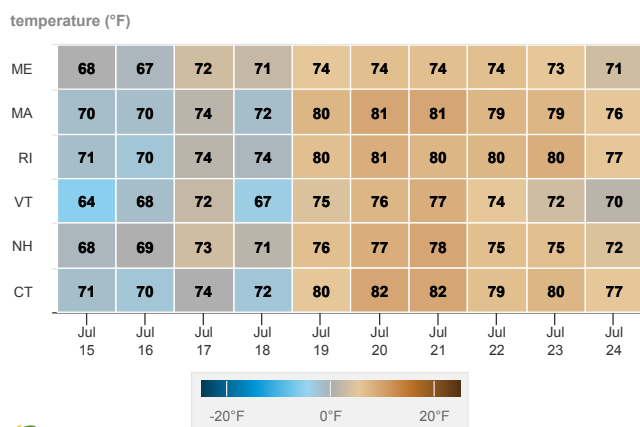 temperature (°F)
ME 68 67 72 71 74 74 74 74 73 71
MA 70 70 74 72 80 81 81 79 79 76
RI 71 70 74 74 80 81 80 80 80 77
VT 64 68 72 67 75 76 77 74 72 70
NH 68 69 73 71 76 77 78 75 75 72
CT 71 70 74 72 80 82 82 79 80 77
Jul Jul Jul Jul Jul Jul Jul Jul Jul Jul
15 16 17 18 19 20 21 22 23 24
-20°F 0°F 20°F